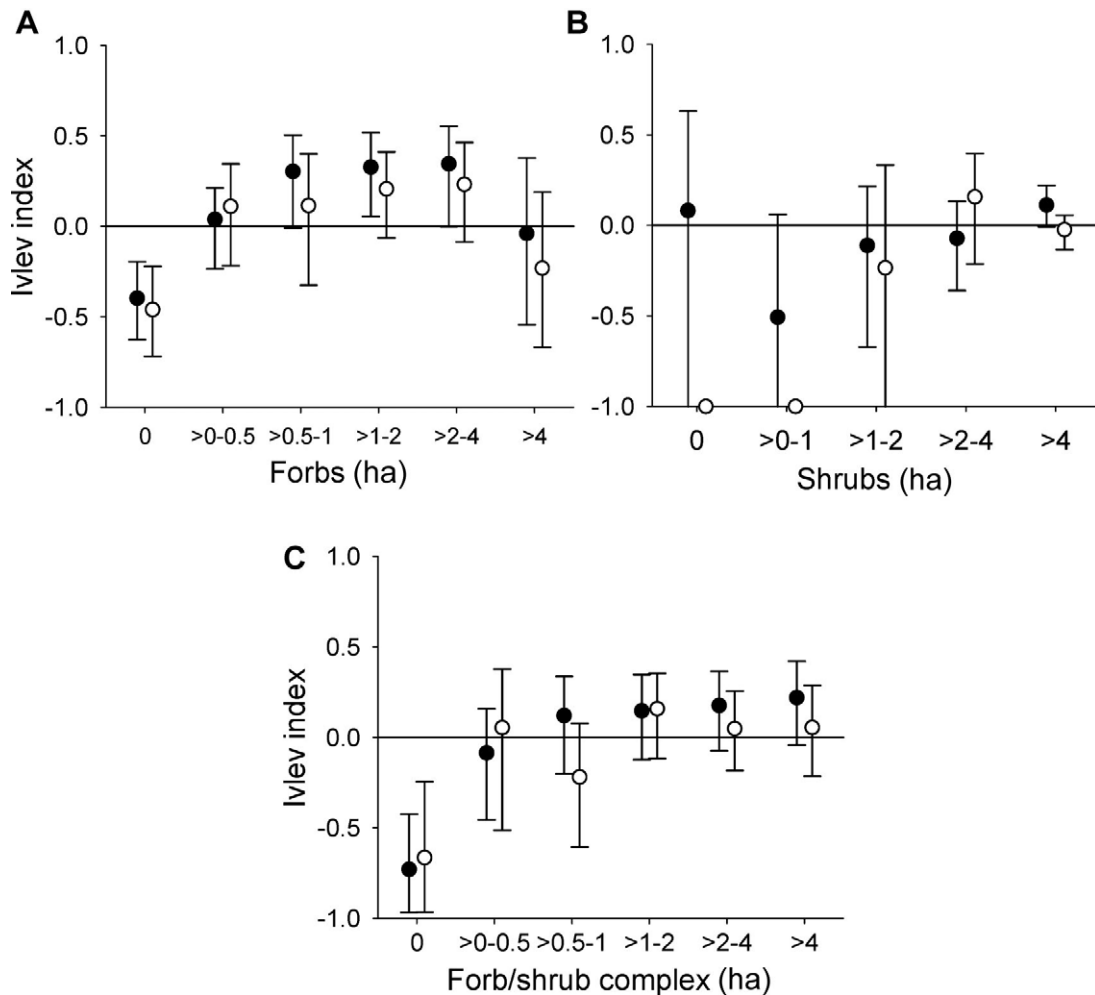 A
1.0
0.5
0.0
-0.5
-1.0
Ivlev index
0 >0-0.5 >0.5-1 >1-2 >2-4 >4
Forbs (ha)
B
1.0
0.5
0.0
-0.5
-1.0
0 >0-1 >1-2 >2-4 >4
Shrubs (ha)
C
1.0
0.5
0.0
-0.5
-1.0
Ivlev index
0 >0-0.5 >0.5-1 >1-2 >2-4 >4
Forb/shrub complex (ha)